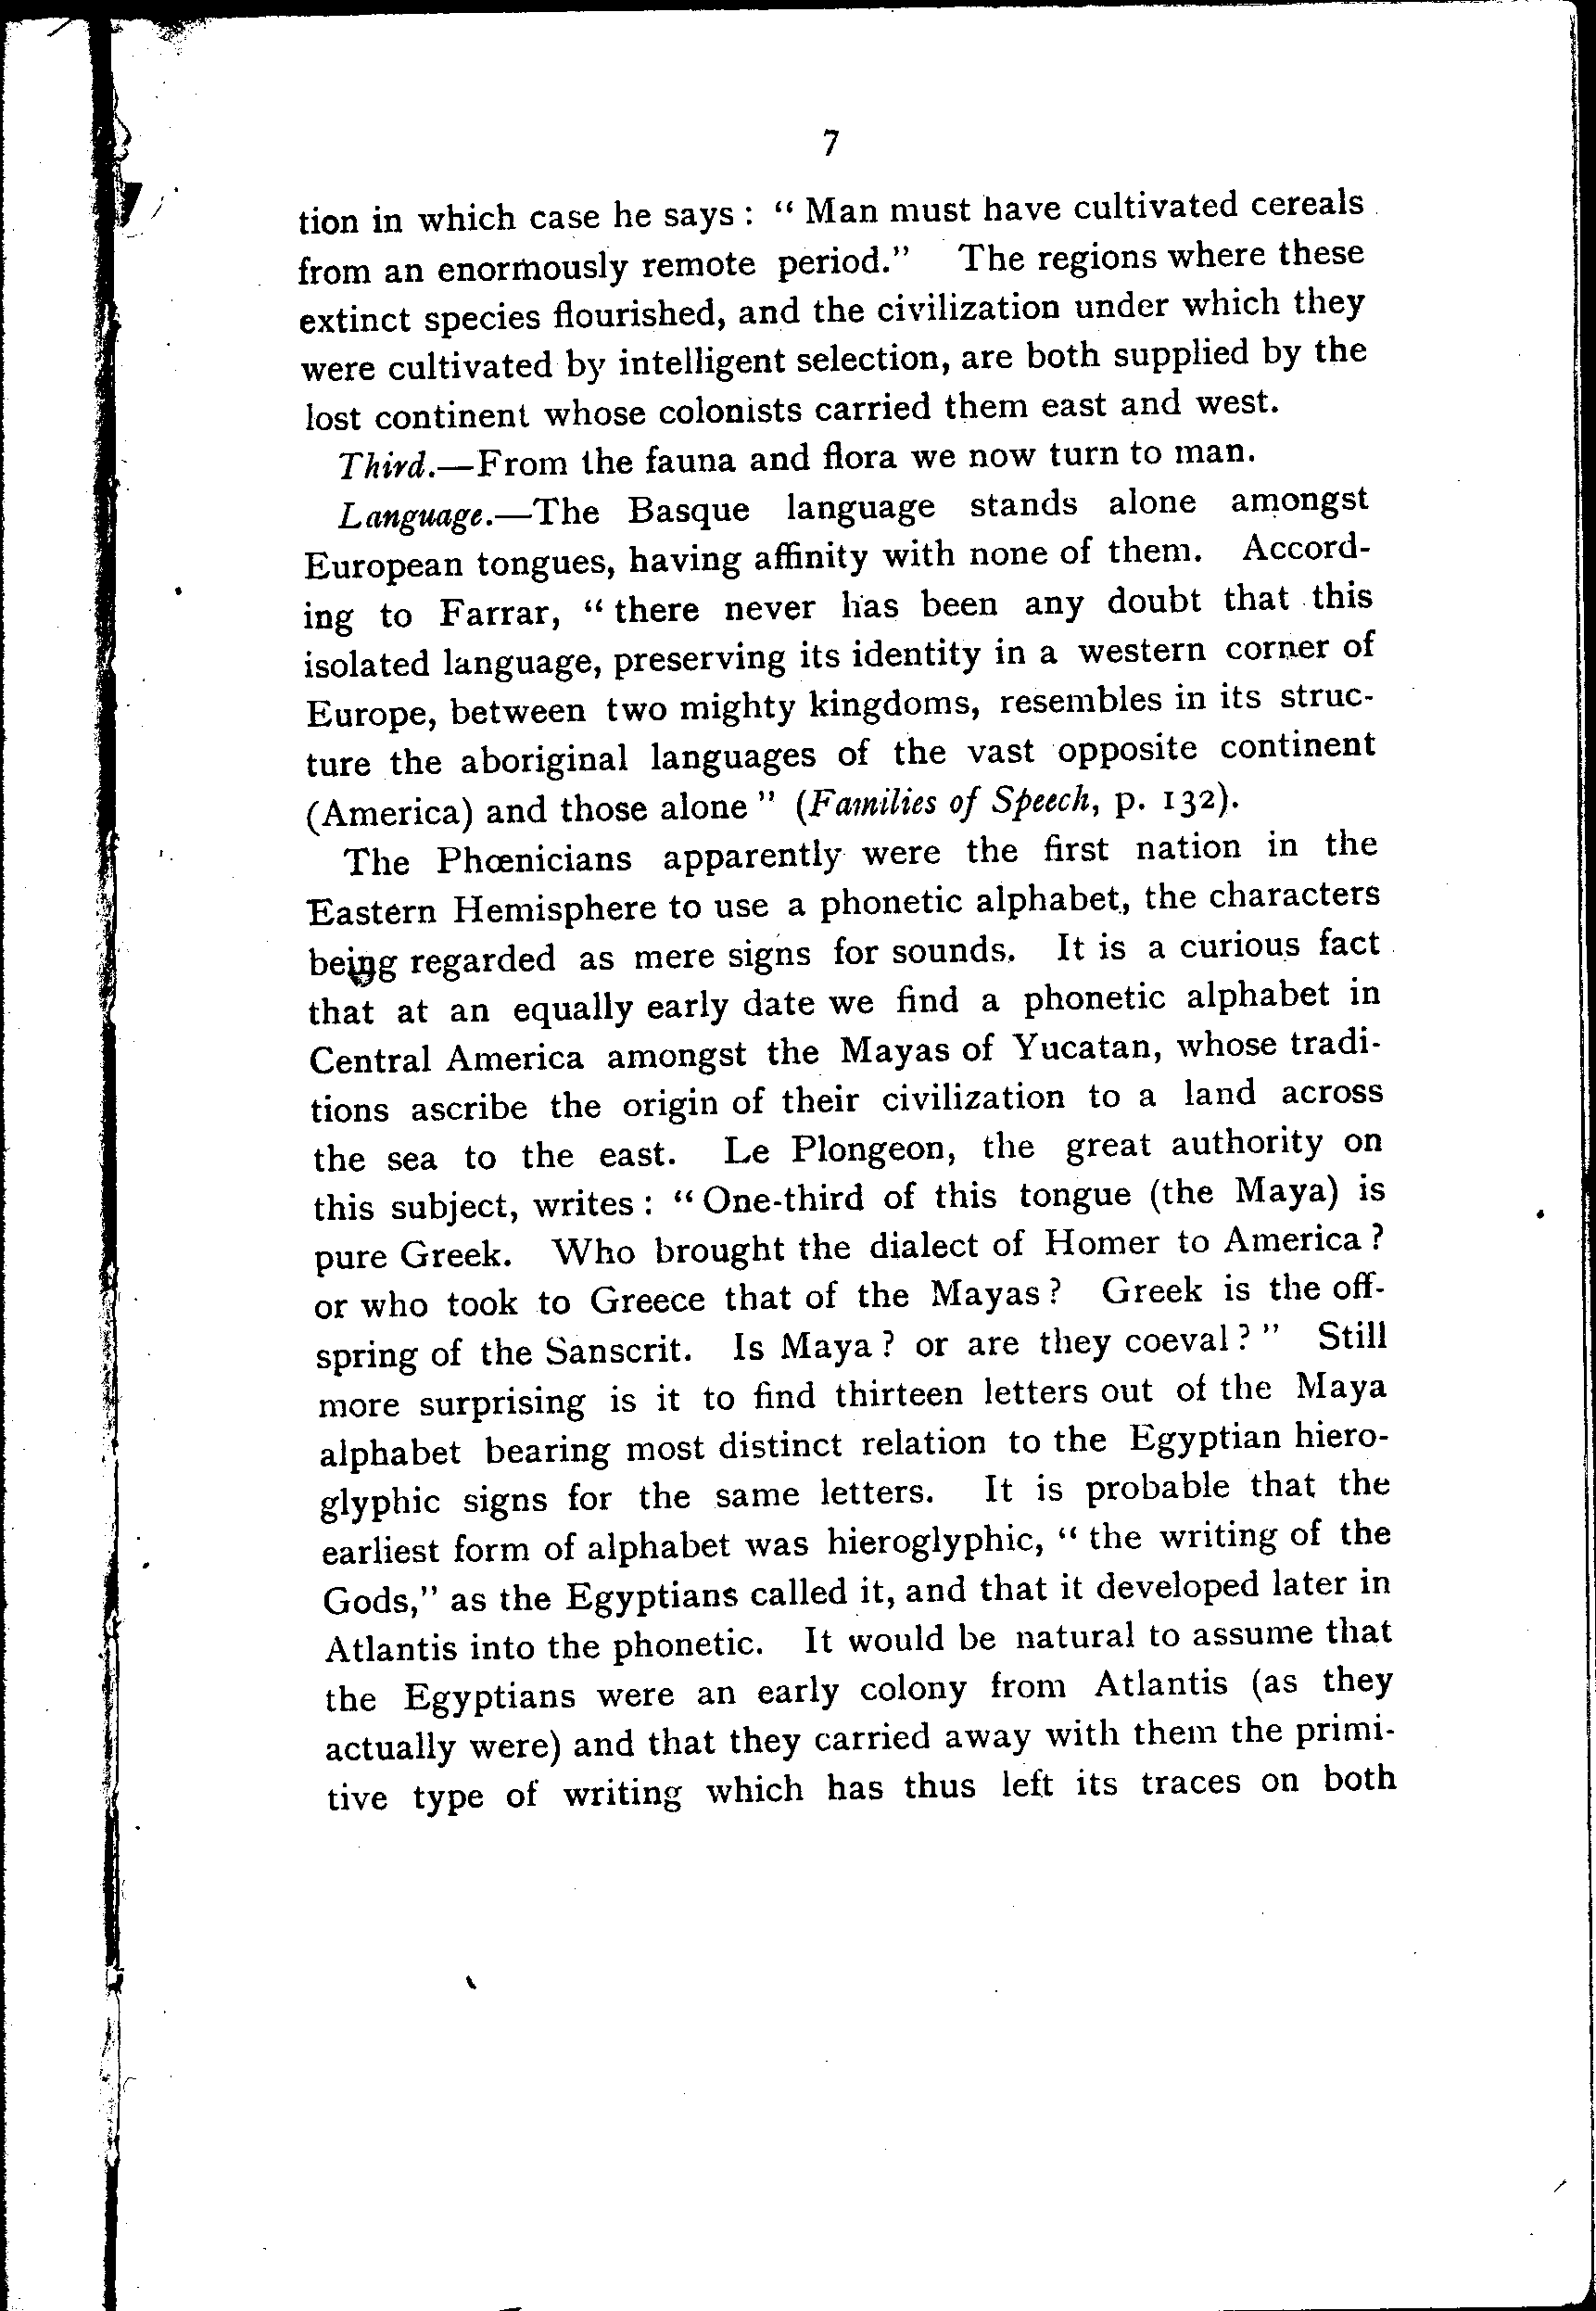 7
tion in which case he says : “ Man must have cultivated cereals
from an enormously remote period.” The regions where these
extinct species flourished, and the civilization under which they
were cultivated by intelligent selection, are both supplied by the
lost continent whose colonists carried them east and west.
Third.—From the fauna and flora we now turn to man.
Language.—The Basque language stands alone amongst
European tongues, having affinity with none of them. Accord-
ing to Farrar, “ there never has been any doubt that this
isolated language, preserving its identity in a western corner of
Europe, between two mighty kingdoms, resembles in its struc-
ture the aboriginal languages of the vast opposite continent
(America) and those alone ” (Families of Speech, p. 132).
The Phœnicians apparently were the first nation in the
Eastern Hemisphere to use a phonetic alphabet, the characters
being regarded as mere signs for sounds. It is a curious fact
that at an equally early date we find a phonetic alphabet in
Central America amongst the Mayas of Yucatan, whose tradi-
tions ascribe the origin of their civilization to a land across
the sea to the east. Le Plongeon, the great authority on
this subject, writes : “ One-third of this tongue (the Maya) is
pure Greek. Who brought the dialect of Homer to America ?
or who took to Greece that of the Mayas ? Greek is the off-
spring of the Sanscrit. Is Maya ? or are they coeval ? ” Still
more surprising is it to find thirteen letters out of the Maya
alphabet bearing most distinct relation to the Egyptian hiero-
glyphic signs for the same letters. It is probable that the
earliest form of alphabet was hieroglyphic, “ the writing of the
Gods,” as the Egyptians called it, and that it developed later in
Atlantis into the phonetic. It would be natural to assume that
the Egyptians were an early colony from Atlantis (as they
actually were) and that they carried away with them the primi-
tive type of writing which has thus left its traces on both